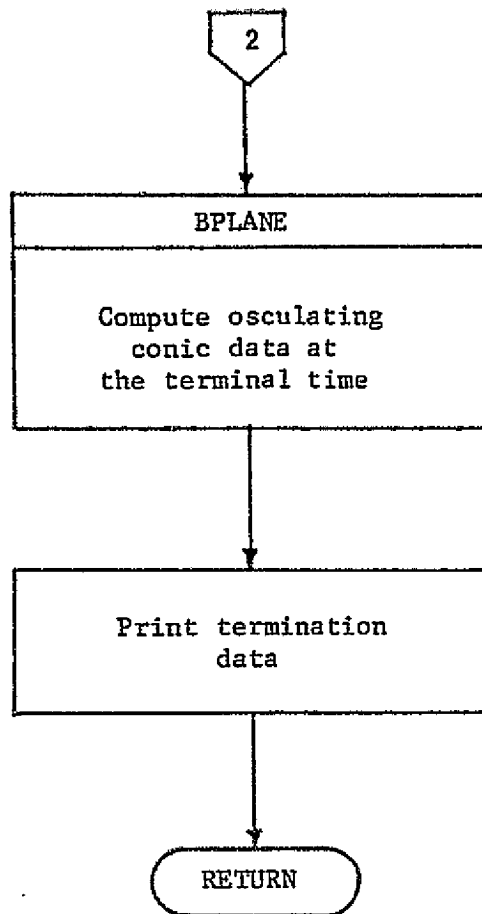 2
BPLANE
Compute osculating
conic data at
the terminal time
Print termination
data
RETURN